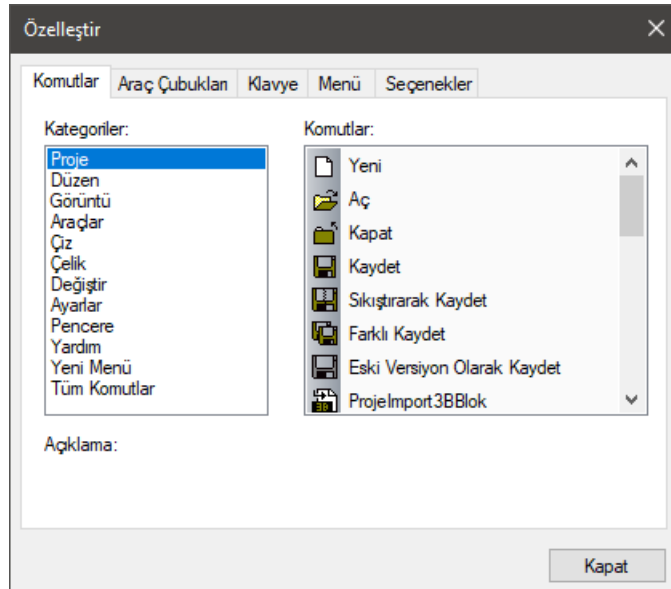 Özelleştir
Komutlar Araç Çubukları Klavye Menü Seçenekler
Kategoriler:
Proje
Düzen
Görüntü
Araçlar
Çiz
Çelik
Değiştir
Ayarlar
Pencere
Yardım
Yeni Menü
Tüm Komutlar
Komutlar:
Yeni
Aç
Kapat
Kaydet
Sıkıştırarak Kaydet
Farklı Kaydet
Eski Versiyon Olarak Kaydet
ProjeImport3BBlok
Açıklama:
Kapat